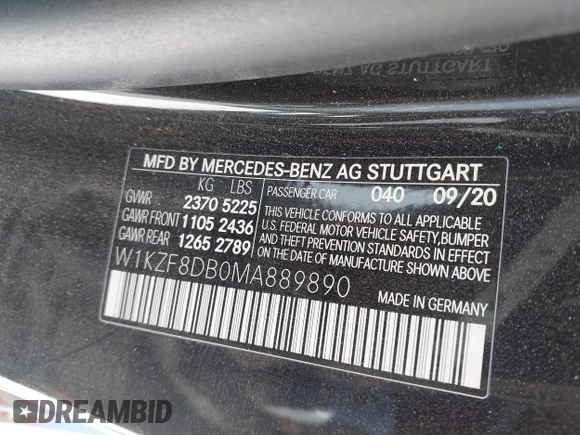 MFD BY MERCEDES-BENZ AG STUTTGART
KG LBS
GVWR 2370 5225
GAWR FRONT 1105 2436
GAWR REAR 1265 2789
PASSENGER CAR 040 09/20
THIS VEHICLE CONFORMS TO ALL APPLICABLE
U.S. FEDERAL MOTOR VEHICLE SAFETY, BUMPER
AND THEFT PREVENTION STANDARDS IN EFFECT
ON THE DATE OF MANUFACTURE SHOWN ABOVE.
W1KZF8DB0MA889890
MADE IN GERMANY
AG STUTTGART
DREAMBID